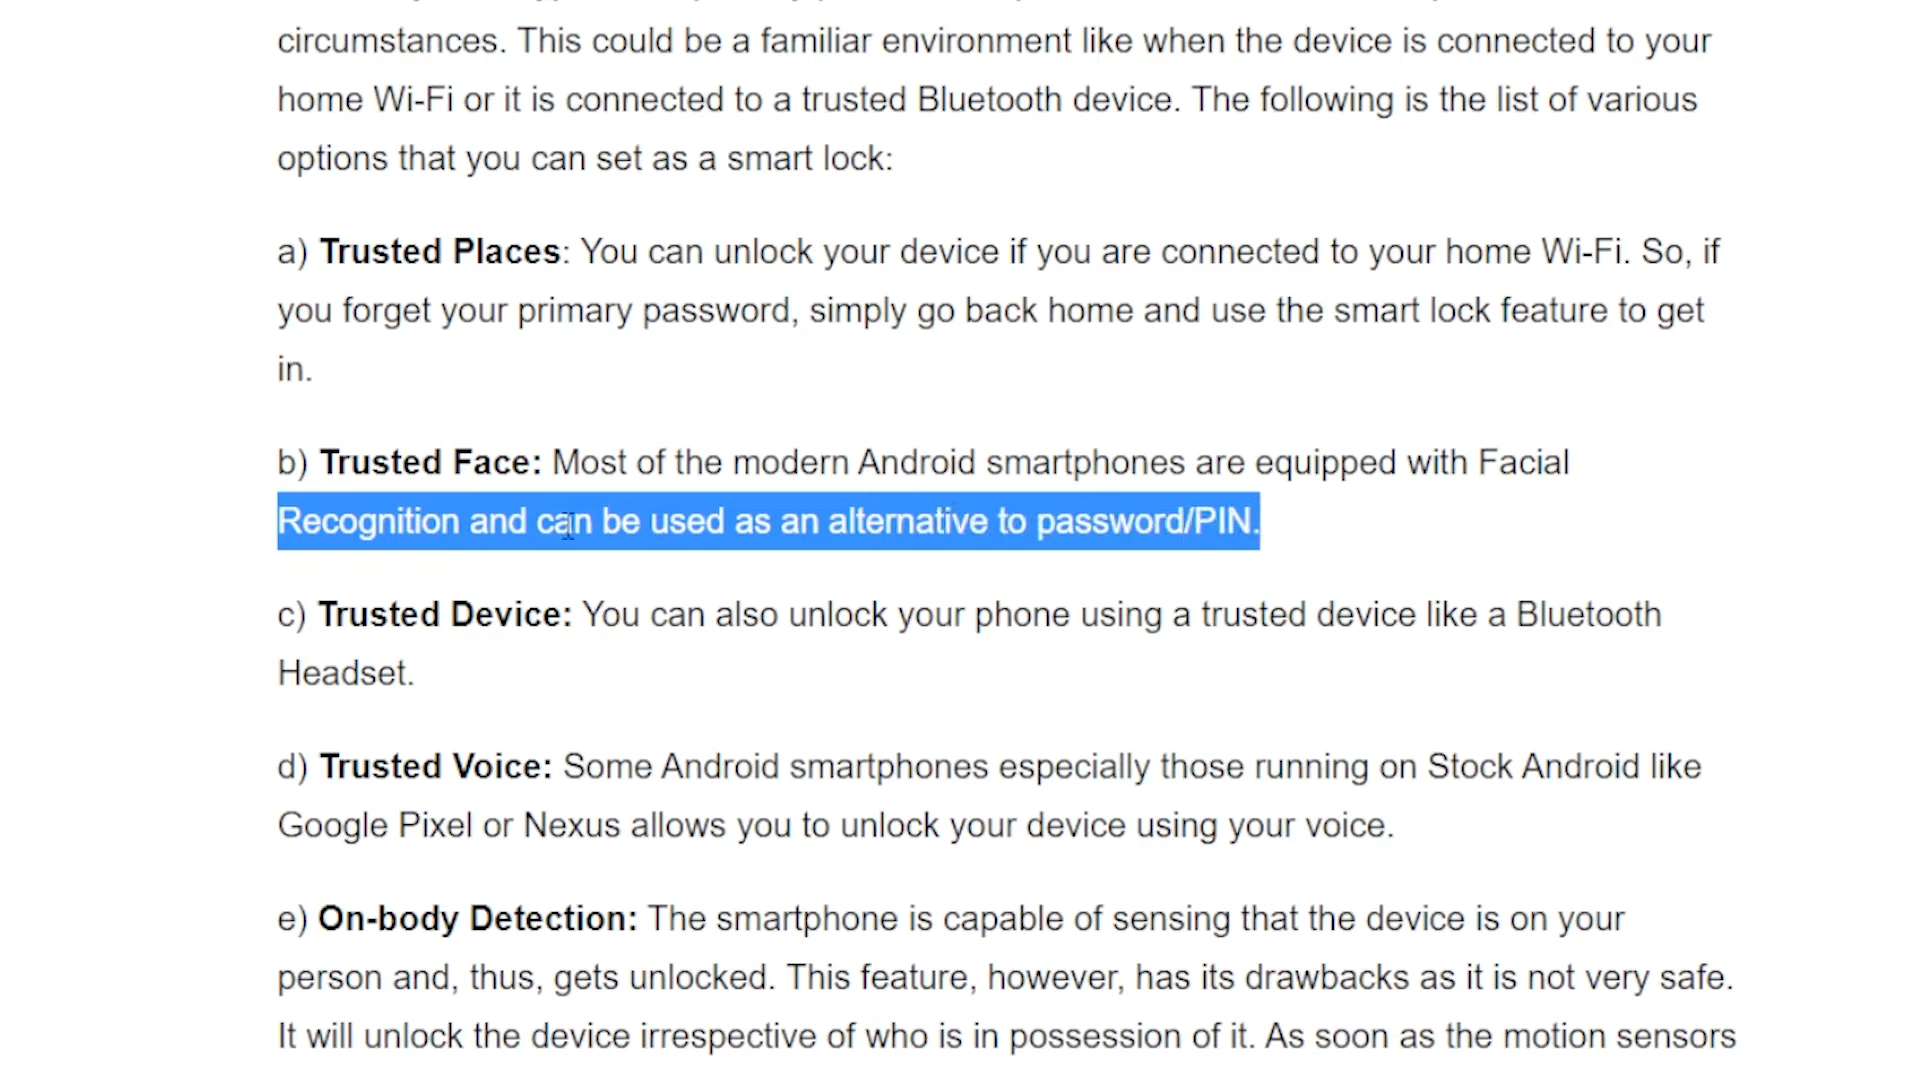 circumstances. This could be a familiar environment like when the device is connected to your
home Wi-Fi or it is connected to a trusted Bluetooth device. The following is the list of various
options that you can set as a smart lock:
a) Trusted Places: You can unlock your device if you are connected to your home Wi-Fi. So, if
you forget your primary password, simply go back home and use the smart lock feature to get
in.
b) Trusted Face: Most of the modern Android smartphones are equipped with Facial
Recognition and can be used as an alternative to password/PIN.
c) Trusted Device: You can also unlock your phone using a trusted device like a Bluetooth
Headset.
d) Trusted Voice: Some Android smartphones especially those running on Stock Android like
Google Pixel or Nexus allows you to unlock your device using your voice.
e) On-body Detection: The smartphone is capable of sensing that the device is on your
person and, thus, gets unlocked. This feature, however, has its drawbacks as it is not very safe.
It will unlock the device irrespective of who is in possession of it. As soon as the motion sensors